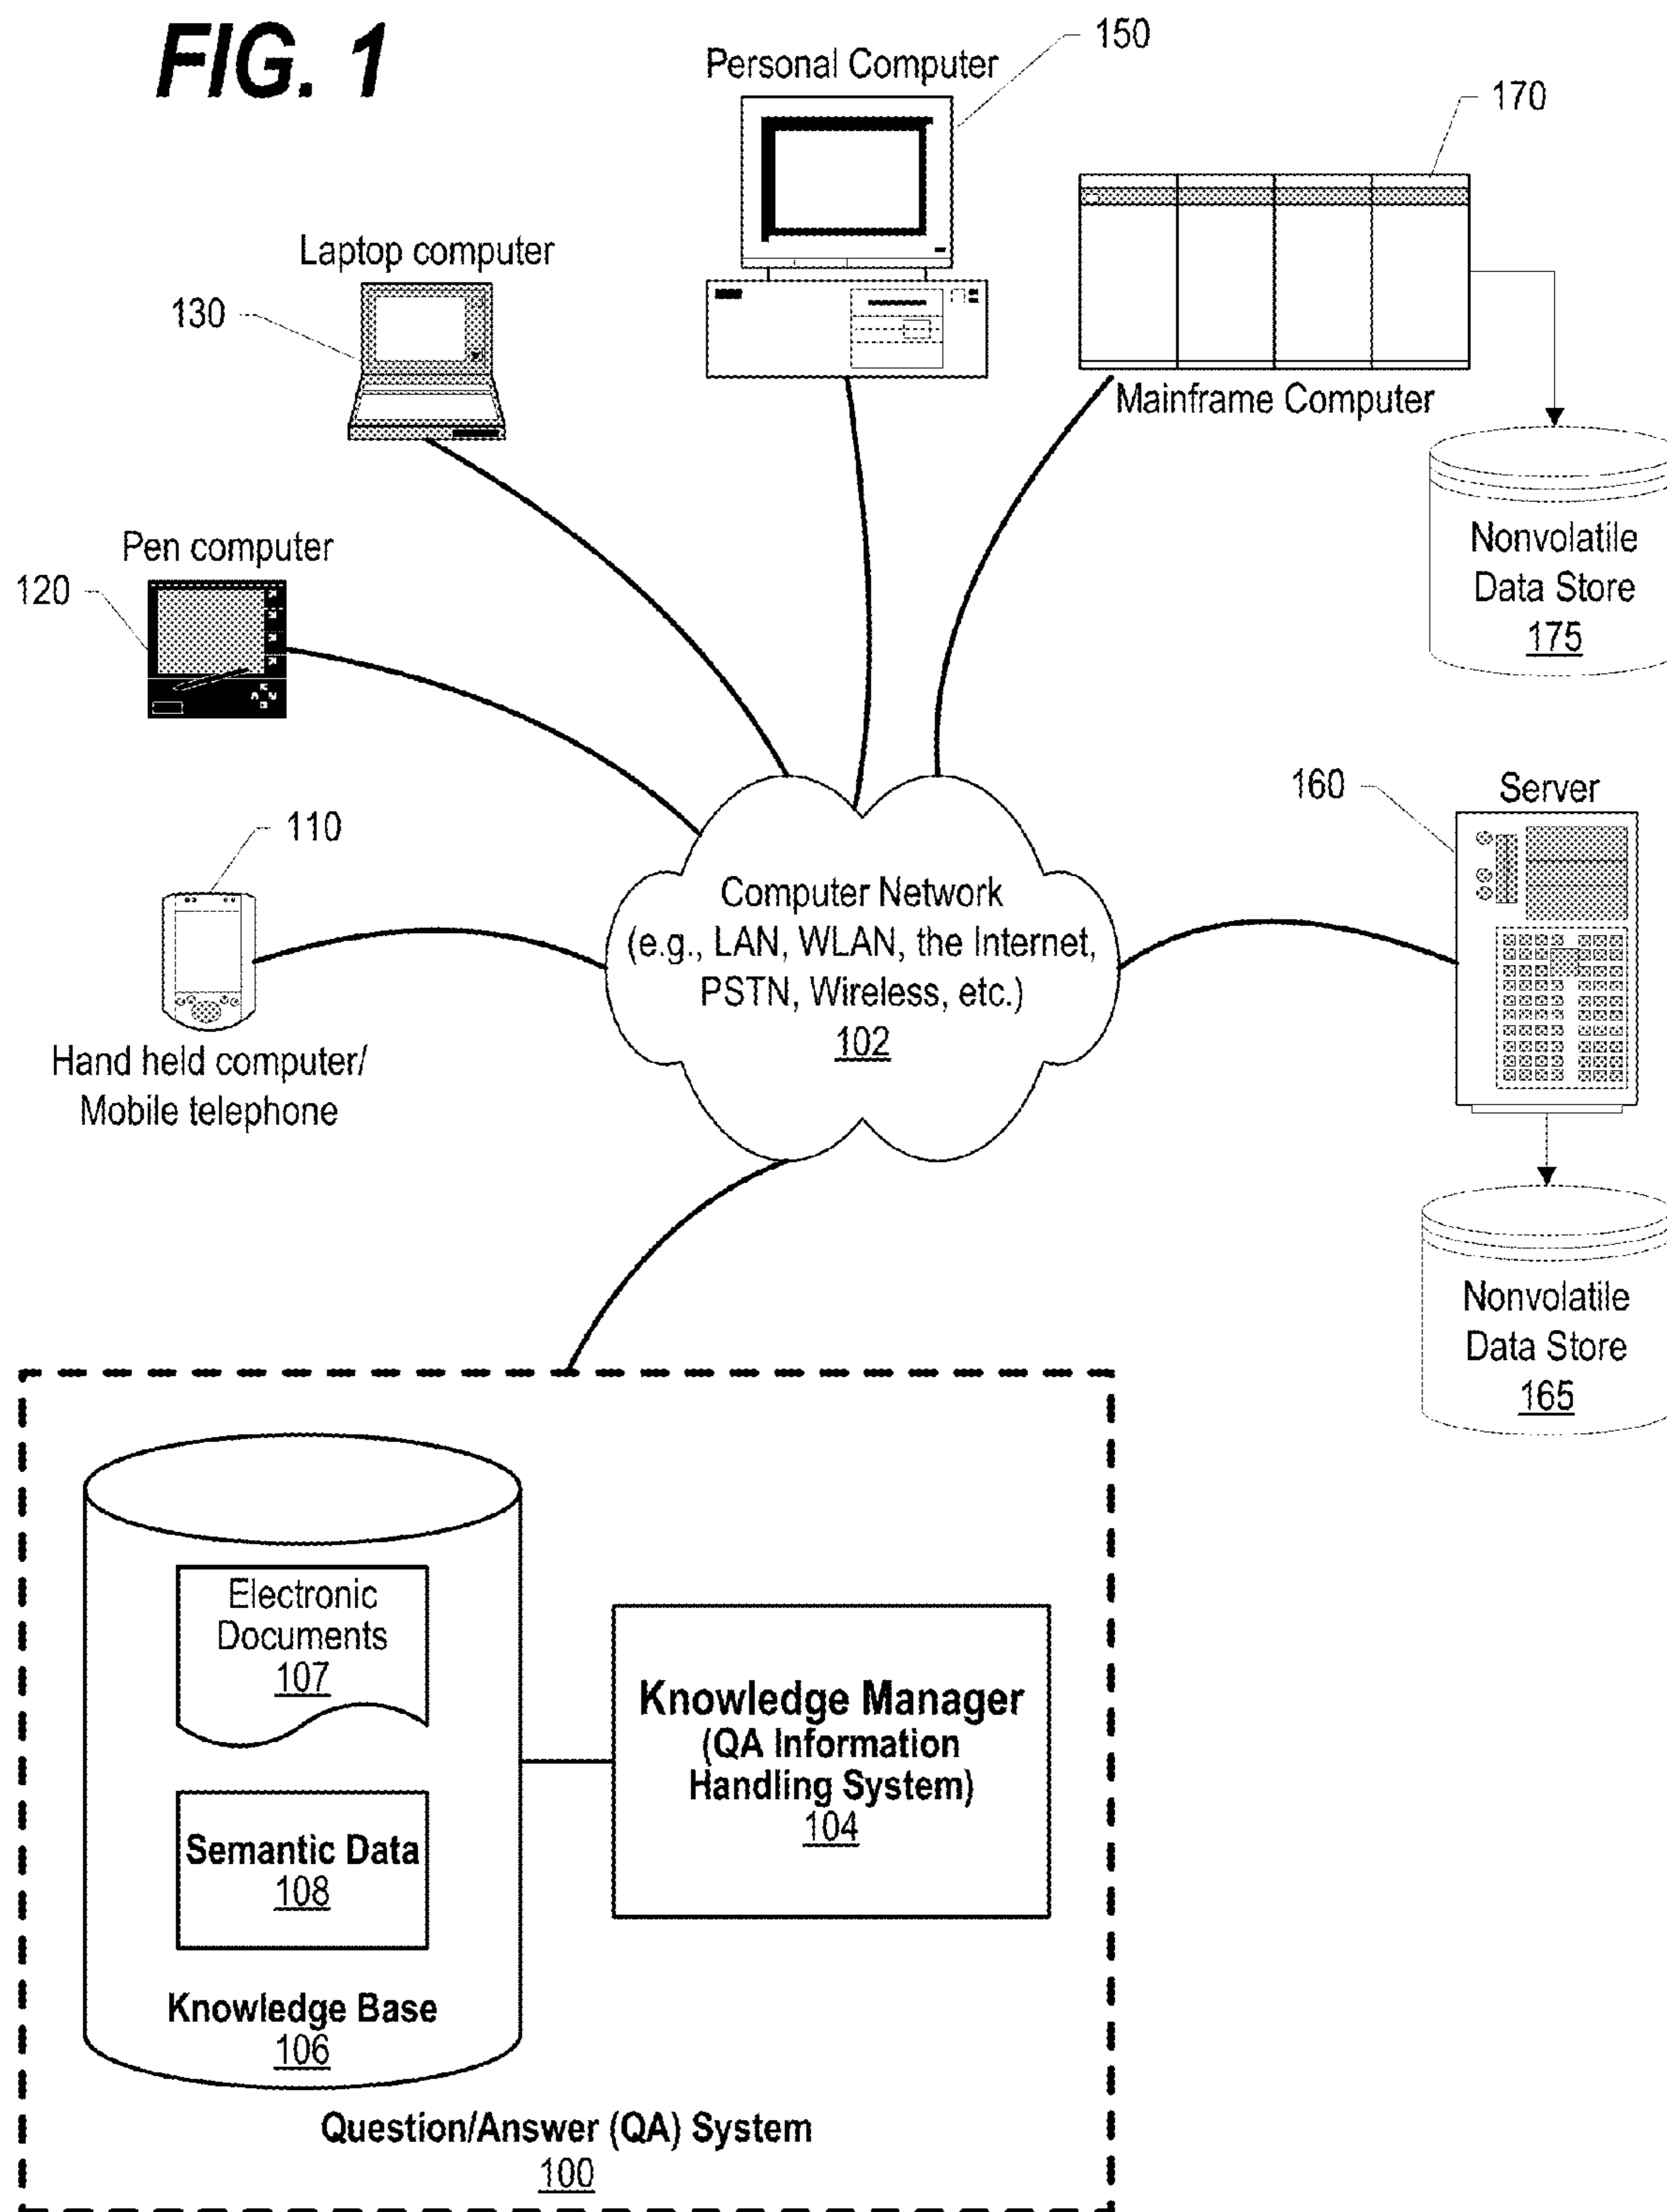 FIG. 1
Personal Computer
150
170
Laptop computer
130
Mainframe Computer
Nonvolatile
Data Store
175
Pen computer
120
110
Hand held computer/
Mobile telephone
Computer Network
(e.g., LAN, WLAN, the Internet,
PSTN, Wireless, etc.)
102
160
Server
Nonvolatile
Data Store
165
Electronic
Documents
107
Semantic Data
108
Knowledge Base
106
Knowledge Manager
(QA Information
Handling System)
104
Question/Answer (QA) System
100